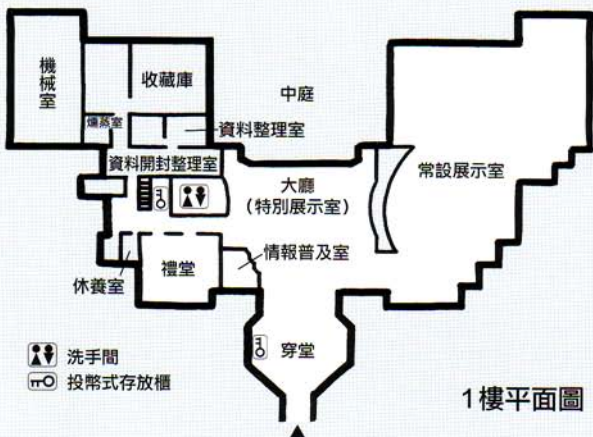 機械室
收藏庫
中庭
燻蒸室
資料整理室
資料開封整理室
大廳
（特別展示室）
常設展示室
情報普及室
禮堂
休養室
穿堂
洗手間
投幣式存放櫃
1樓平面圖